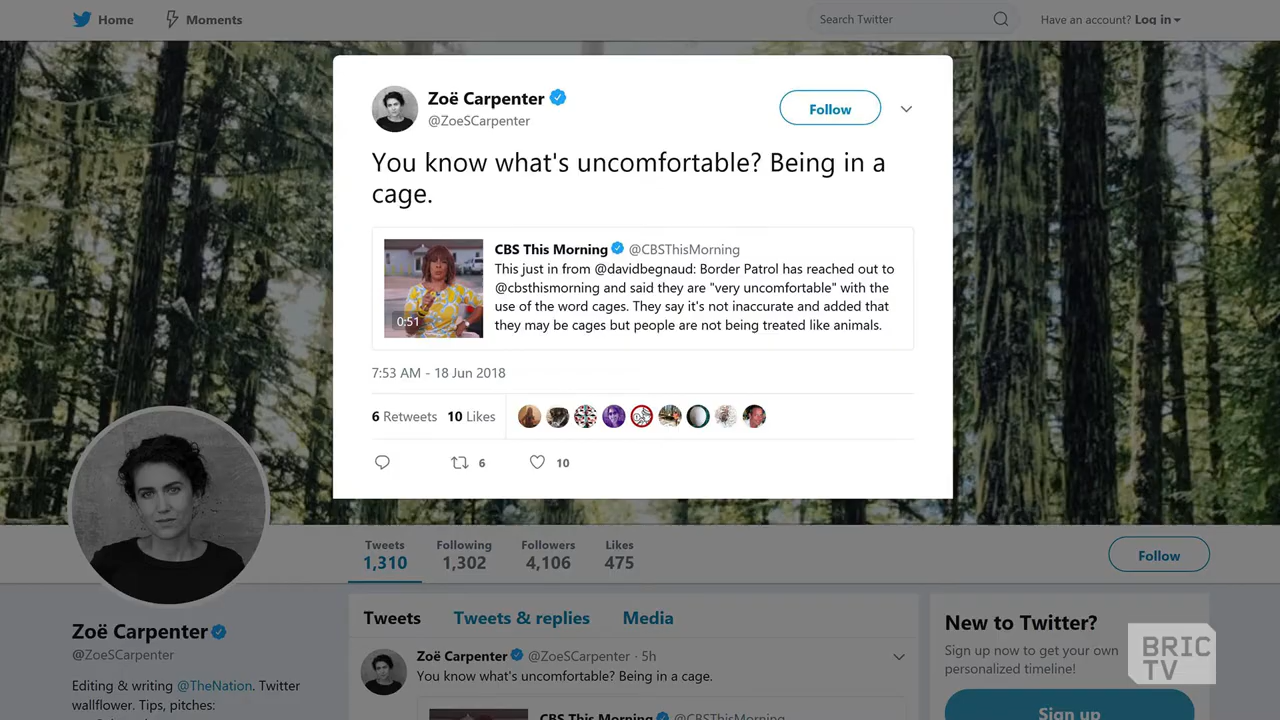 Home
Moments
Search Twitter
Have an account? Log in
Zoë Carpenter
@ZoeSCarpenter
Follow
You know what's uncomfortable? Being in a
cage.
CBS This Morning @CBSThisMorning
This just in from @davidbegnaud: Border Patrol has reached out to
@cbsthismorning and said they are "very uncomfortable" with the
use of the word cages. They say it's not inaccurate and added that
they may be cages but people are not being treated like animals.
0:51
7:53 AM - 18 Jun 2018
6 Retweets 10 Likes
6
10
Tweets Following Followers Likes
1,310 1,302 4,106 475
Follow
Zoë Carpenter
@ZoeSCarpenter
Editing & writing @TheNation. Twitter
wallflower. Tips, pitches:
Tweets Tweets & replies Media
Zoë Carpenter @ZoeSCarpenter · 5h
You know what's uncomfortable? Being in a cage.
CBS This Morning @CBSThisMorning
New to Twitter?
Sign up now to get your own
personalized timeline!
Sign up
BRIC
TV